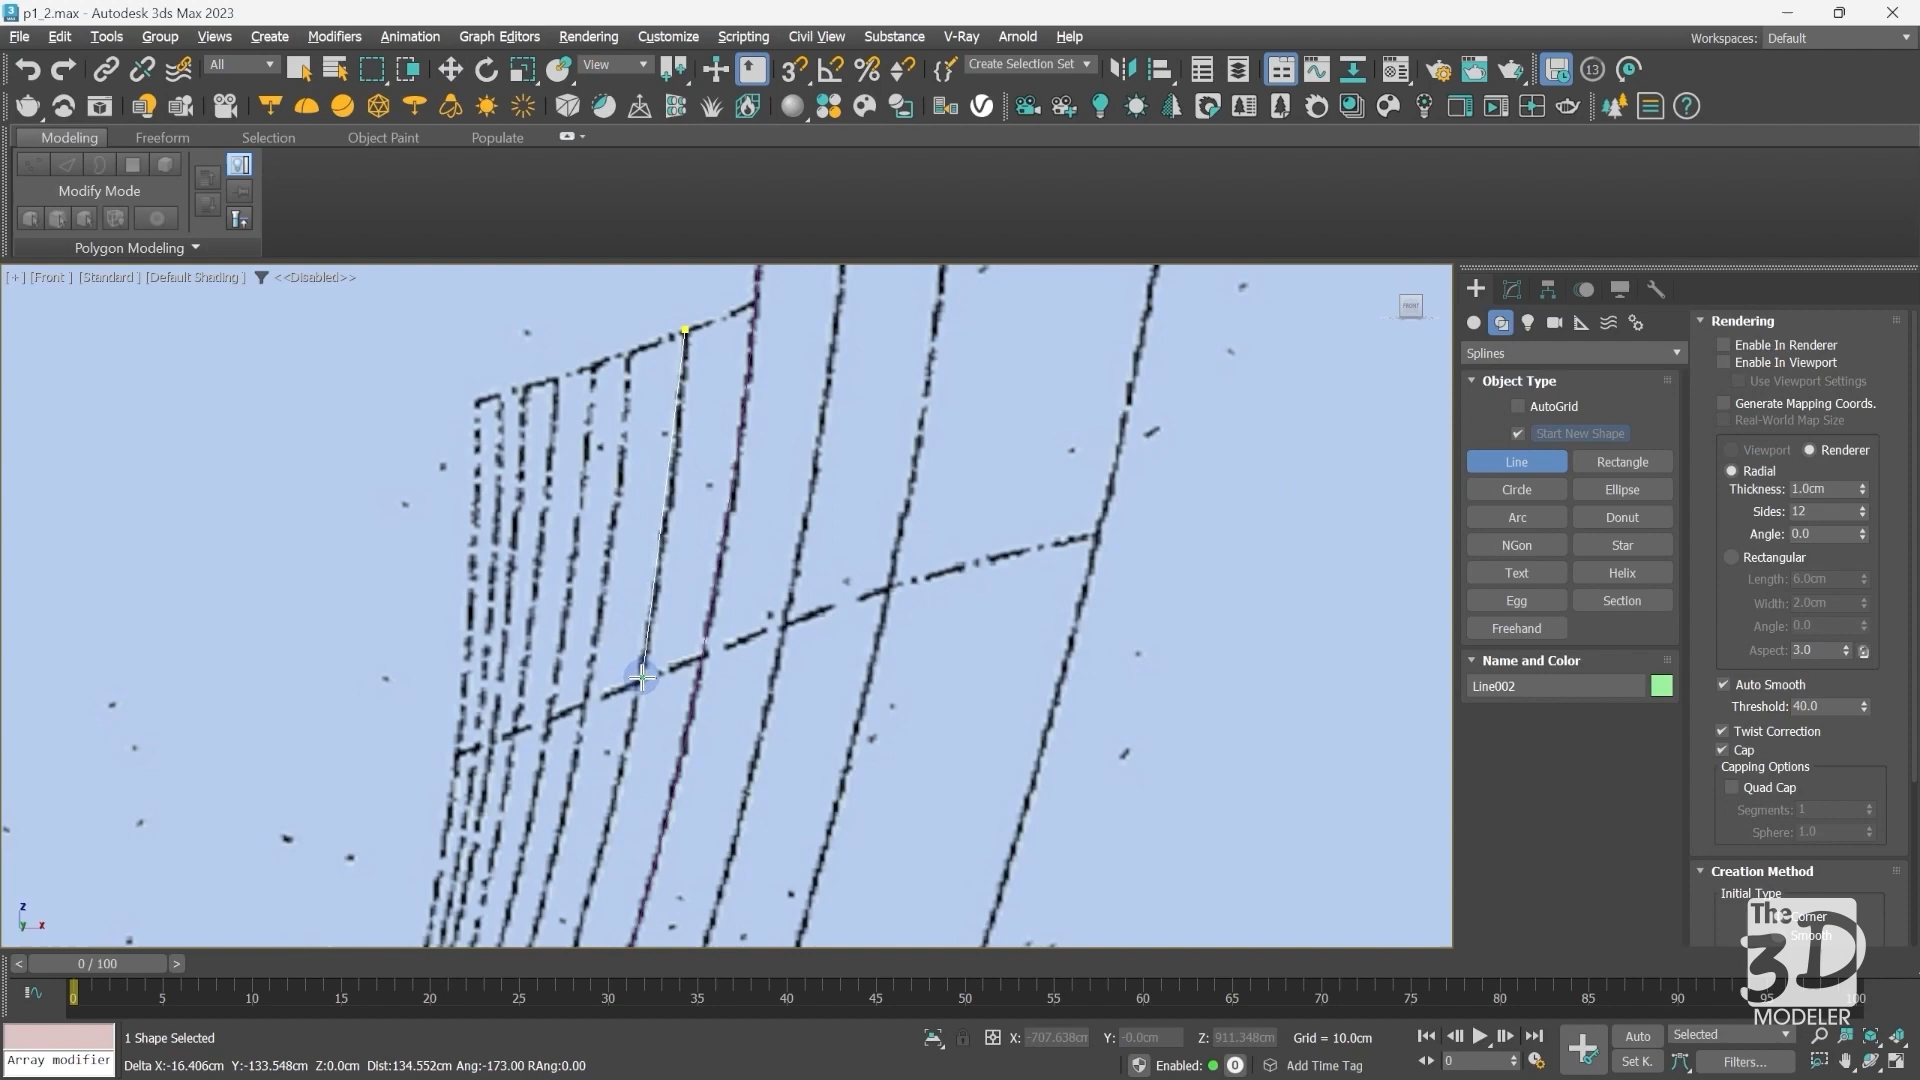 p1_2.max - Autodesk 3ds Max 2023
File Edit Tools Group Views Create Modifiers Animation Graph Editors Rendering Customize Scripting Civil View Substance V-Ray Arnold Help
Workspaces: Default
All
View
Create Selection Set
13
Modeling Freeform Selection Object Paint Populate
Modify Mode
Polygon Modeling
[+] [Front ] [Standard ] [Default Shading ] <<Disabled>>
FRONT
z
y x
Splines
Object Type
AutoGrid
Start New Shape
Line Rectangle
Circle Ellipse
Arc Donut
NGon Star
Text Helix
Egg Section
Freehand
Name and Color
Line002
Rendering
Enable In Renderer
Enable In Viewport
Use Viewport Settings
Generate Mapping Coords.
Real-World Map Size
Viewport Renderer
Radial
Thickness: 1.0cm
Sides: 12
Angle: 0.0
Rectangular
Length: 6.0cm
Width: 2.0cm
Angle: 0.0
Aspect: 3.0
Auto Smooth
Threshold: 40.0
Twist Correction
Cap
Capping Options
Quad Cap
Segments: 1
Sphere: 1.0
Creation Method
Initial Type
Corner
Smooth
The
3D
MODELER
< 0 / 100 >
0 5 10 15 20 25 30 35 40 45 50 55 60 65 70 75 80 85 90 95 100
1 Shape Selected
X: -707.638cm Y: -0.0cm Z: 911.348cm Grid = 10.0cm
Auto Selected
Array modifier
Delta X:-16.406cm Y:-133.548cm Z:0.0cm Dist:134.552cm Ang:-173.00 RAng:0.00
Enabled: 0 Add Time Tag
0
Set K. Filters...